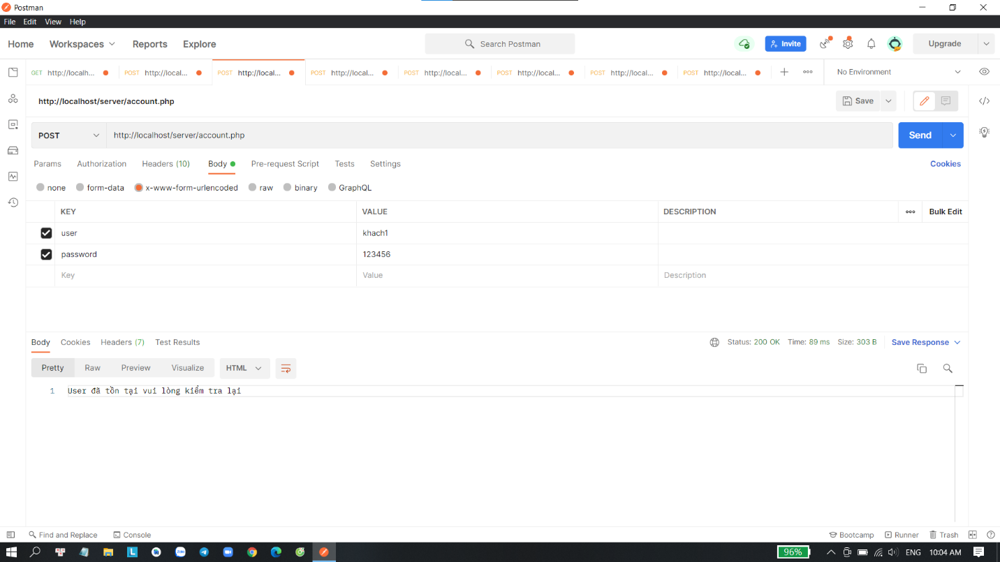 Postman
File Edit View Help
Home Workspaces Reports Explore Search Postman Invite Upgrade
GET http://localh... POST http://local... POST http://local... POST http://local... POST http://local... POST http://local... POST http://local... POST http://local... No Environment
http://localhost/server/account.php Save
POST http://localhost/server/account.php Send
Params Authorization Headers (10) Body Pre-request Script Tests Settings Cookies
none form-data x-www-form-urlencoded raw binary GraphQL
KEY VALUE DESCRIPTION Bulk Edit
user khach1
password 123456
Key Value Description
Body Cookies Headers (7) Test Results Status: 200 OK Time: 89 ms Size: 303 B Save Response
Pretty Raw Preview Visualize HTML
1 User đã tồn tại vui lòng kiểm tra lại
Find and Replace Console Bootcamp Runner Trash
L Zalo 96% ENG 10:04 AM